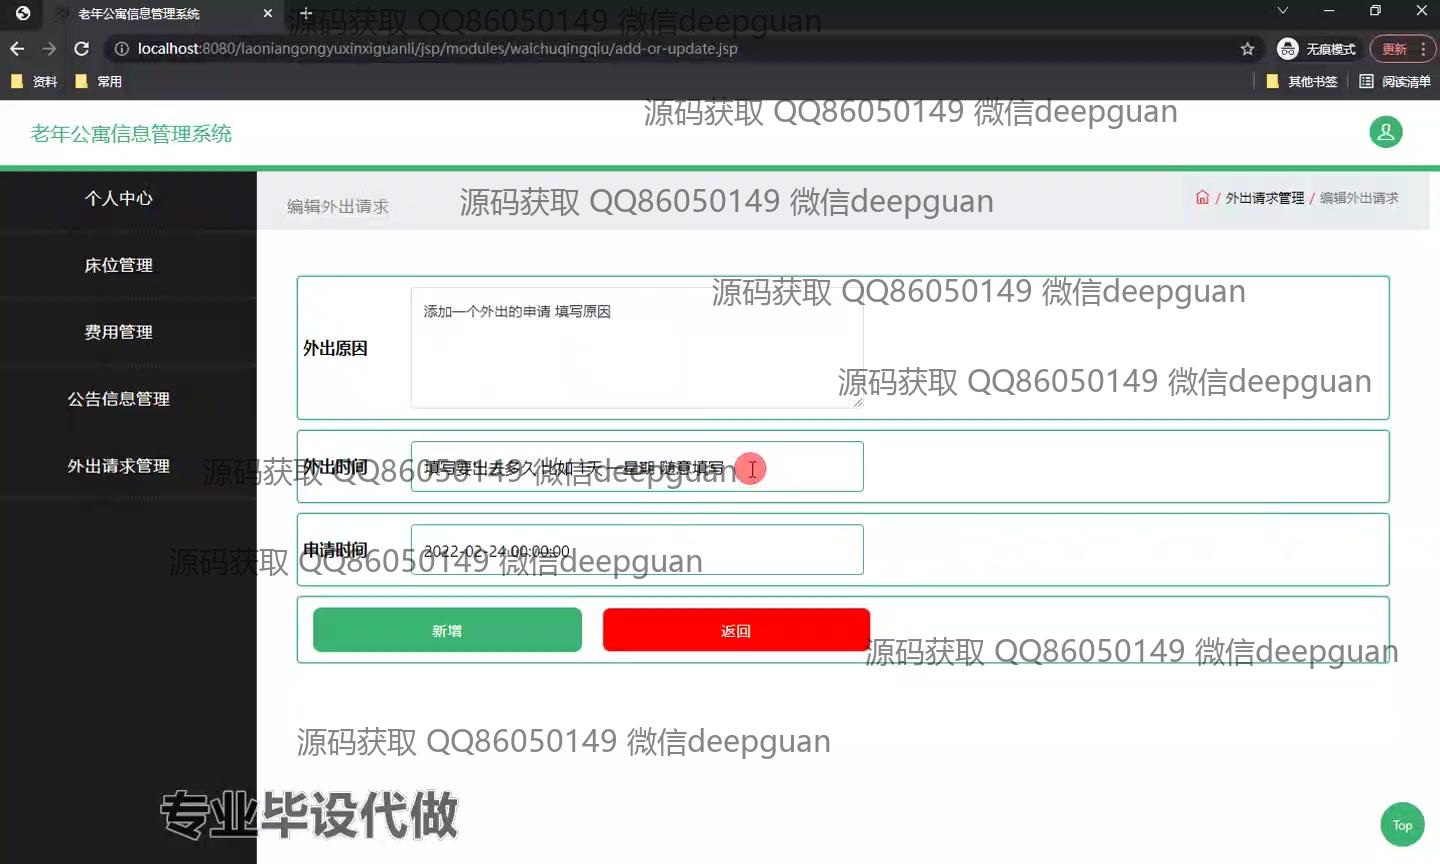 老年公寓信息管理系统
源码获取 QQ86050149 微信deepguan
localhost:8080/laoniangongyuxinxiguanli/jsp/modules/waichuqingqiu/add-or-update.jsp
无痕模式
更新
资料
常用
其他书签
阅读清单
源码获取 QQ86050149 微信deepguan
老年公寓信息管理系统
个人中心
编辑外出请求
源码获取 QQ86050149 微信deepguan
/ 外出请求管理 / 编辑外出请求
床位管理
源码获取 QQ86050149 微信deepguan
添加一个外出的申请 填写原因
费用管理
外出原因
源码获取 QQ86050149 微信deepguan
公告信息管理
外出请求管理
外出时间
填写要出去多久 比如 1天 一星期 随意填写
源码获取 QQ86050149 微信deepguan
申请时间
2022-02-24 00:00:00
源码获取 QQ86050149 微信deepguan
新增
返回
源码获取 QQ86050149 微信deepguan
源码获取 QQ86050149 微信deepguan
专业毕设代做
Top